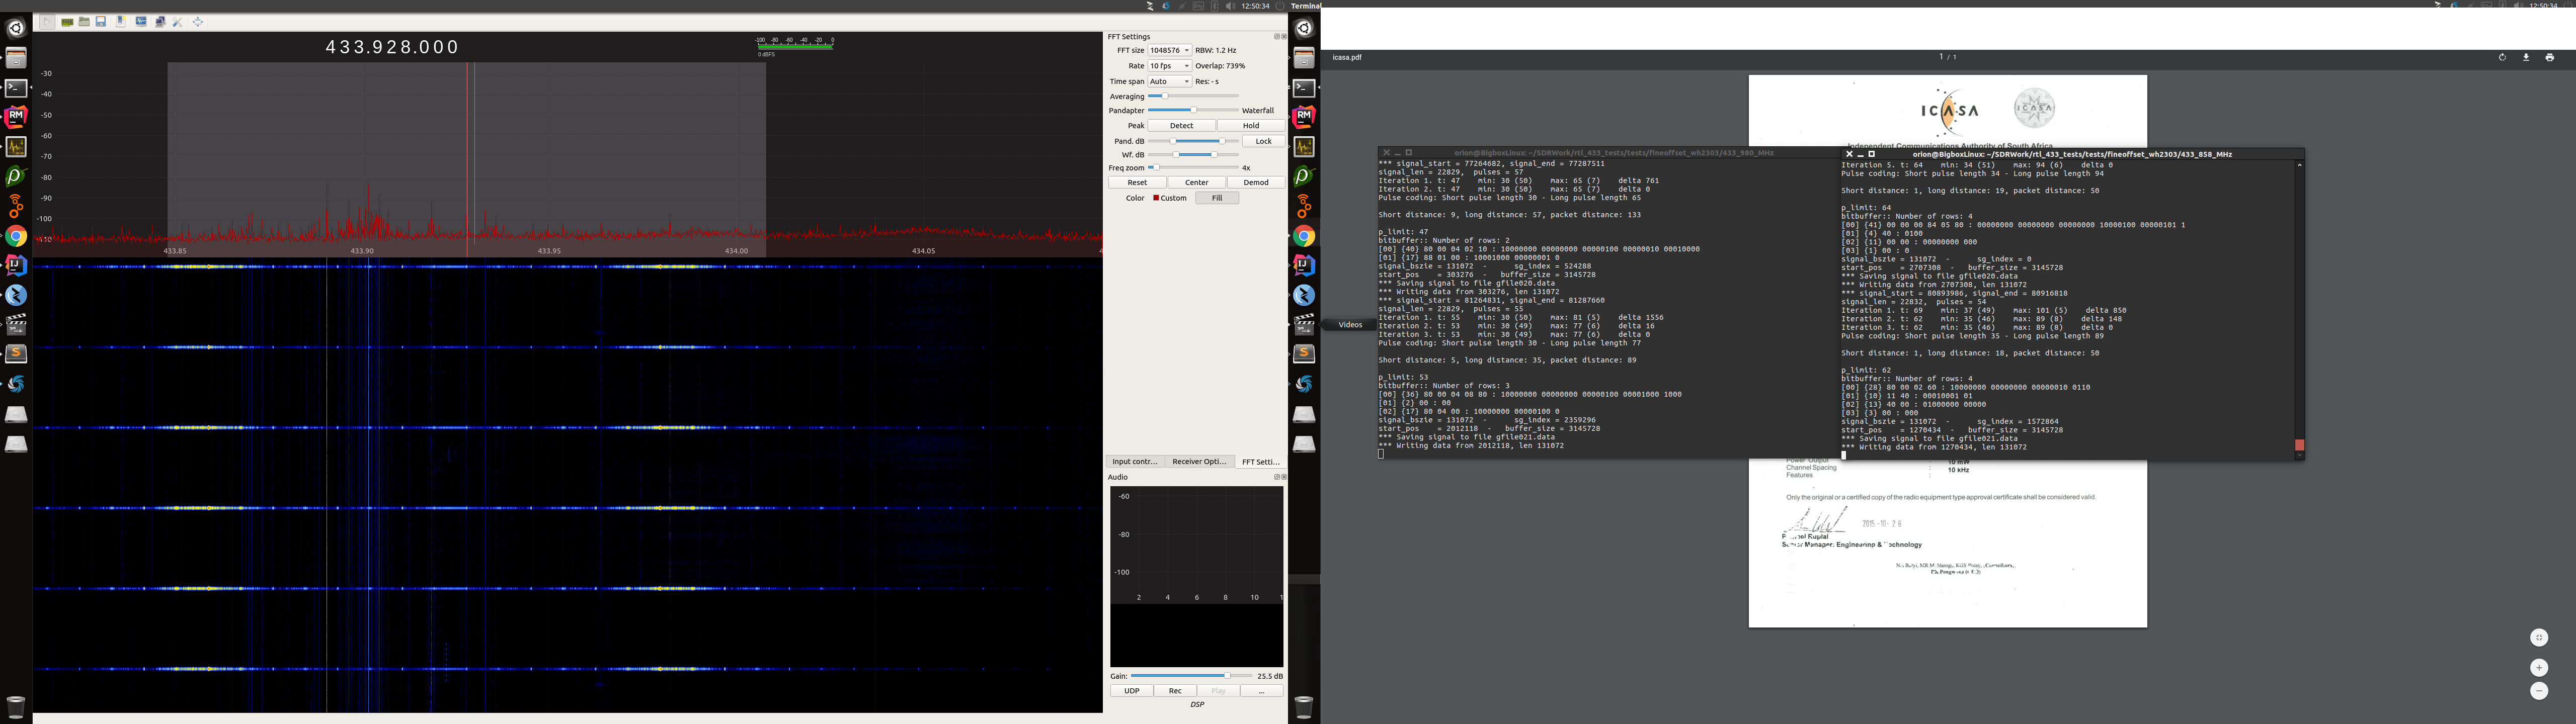 12:50:34
Terminal
12:50:34
433.928.000
-100 -80 -60 -40 -20 0
0 dBFS
-30
-40
-50
-60
-70
-80
-90
-100
-110
433.85 433.90 433.95 434.00 434.05
FFT Settings
FFT size 1048576 RBW: 1.2 Hz
Rate 10 fps Overlap: 739%
Time span Auto Res: - s
Averaging
Pandapter Waterfall
Peak Detect Hold
Pand. dB Lock
Wf. dB
Freq zoom 4x
Reset Center Demod
Color Custom Fill
Input contr... Receiver Opti... FFT Setti...
Audio
-60
-80
-100
2 4 6 8 10 1
Gain: 25.5 dB
UDP Rec Play ...
DSP
Videos
icasa.pdf
1 / 1
ICASA
Independent Communications Authority of South Africa
orion@BigboxLinux: ~/SDRWork/rtl_433_tests/tests/fineoffset_wh2303/433_980_MHz
*** signal_start = 77264682, signal_end = 77287511
signal_len = 22829,  pulses = 57
Iteration 1. t: 47    min: 30 (50)    max: 65 (7)    delta 761
Iteration 2. t: 47    min: 30 (50)    max: 65 (7)    delta 0
Pulse coding: Short pulse length 30 - Long pulse length 65
Short distance: 9, long distance: 57, packet distance: 133
p_limit: 47
bitbuffer:: Number of rows: 2
[00] {40} 80 00 04 02 10 : 10000000 00000000 00000100 00000010 00010000
[01] {17} 88 01 00 : 10001000 00000001 0
signal_bszie = 131072  -      sg_index = 524288
start_pos    = 303276  -   buffer_size = 3145728
*** Saving signal to file gfile020.data
*** Writing data from 303276, len 131072
*** signal_start = 81264831, signal_end = 81287660
signal_len = 22829,  pulses = 55
Iteration 1. t: 55    min: 30 (50)    max: 81 (5)    delta 1556
Iteration 2. t: 53    min: 30 (49)    max: 77 (6)    delta 16
Iteration 3. t: 53    min: 30 (49)    max: 77 (6)    delta 0
Pulse coding: Short pulse length 30 - Long pulse length 77
Short distance: 5, long distance: 35, packet distance: 89
p_limit: 53
bitbuffer:: Number of rows: 3
[00] {36} 80 00 04 08 80 : 10000000 00000000 00000100 00001000 1000
[01] {2} 00 : 00
[02] {17} 80 04 00 : 10000000 00000100 0
signal_bszie = 131072  -      sg_index = 2359296
start_pos    = 2012118  -   buffer_size = 3145728
*** Saving signal to file gfile021.data
*** Writing data from 2012118, len 131072
orion@BigboxLinux: ~/SDRWork/rtl_433_tests/tests/fineoffset_wh2303/433_858_MHz
Iteration 5. t: 64    min: 34 (51)    max: 94 (6)    delta 0
Pulse coding: Short pulse length 34 - Long pulse length 94
Short distance: 1, long distance: 19, packet distance: 50
p_limit: 64
bitbuffer:: Number of rows: 4
[00] {41} 00 00 00 84 05 80 : 00000000 00000000 00000000 10000100 00000101 1
[01] {4} 40 : 0100
[02] {11} 00 00 : 00000000 000
[03] {1} 00 : 0
signal_bszie = 131072  -      sg_index = 0
start_pos    = 2707308  -   buffer_size = 3145728
*** Saving signal to file gfile020.data
*** Writing data from 2707308, len 131072
*** signal_start = 80893986, signal_end = 80916818
signal_len = 22832,  pulses = 54
Iteration 1. t: 69    min: 37 (49)    max: 101 (5)    delta 850
Iteration 2. t: 62    min: 35 (46)    max: 89 (8)    delta 148
Iteration 3. t: 62    min: 35 (46)    max: 89 (8)    delta 0
Pulse coding: Short pulse length 35 - Long pulse length 89
Short distance: 1, long distance: 18, packet distance: 50
p_limit: 62
bitbuffer:: Number of rows: 4
[00] {28} 80 00 02 60 : 10000000 00000000 00000010 0110
[01] {10} 11 40 : 00010001 01
[02] {13} 40 00 : 01000000 00000
[03] {3} 00 : 000
signal_bszie = 131072  -      sg_index = 1572864
start_pos    = 1270434  -   buffer_size = 3145728
*** Saving signal to file gfile021.data
*** Writing data from 1270434, len 131072
Power Output : 10 mW
Channel Spacing : 10 kHz
Features :
Only the original or a certified copy of the radio equipment type approval certificate shall be considered valid.
2015 -10- 26
Manager: Engineering & Technology